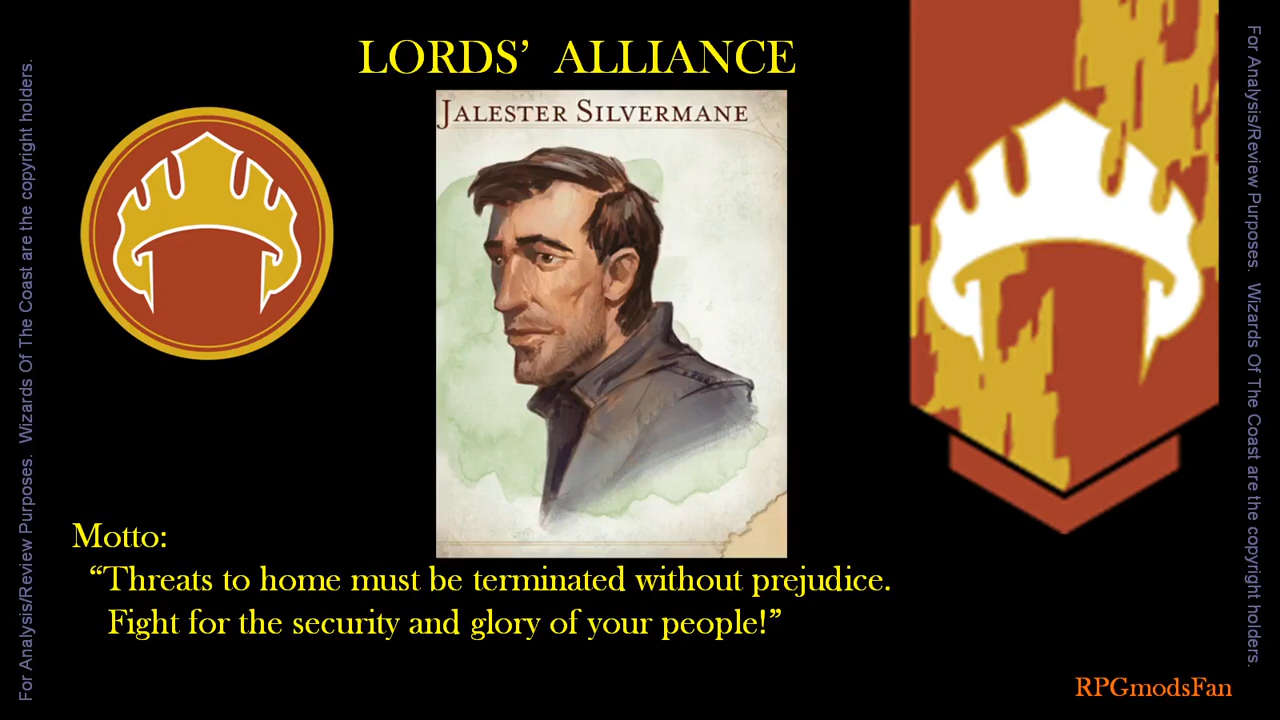 LORDS’ ALLIANCE
JALESTER SILVERMANE
Motto:
“Threats to home must be terminated without prejudice.
Fight for the security and glory of your people!”
RPGmodsFan
For Analysis/Review Purposes. Wizards Of The Coast are the copyright holders.
For Analysis/Review Purposes. Wizards Of The Coast are the copyright holders.